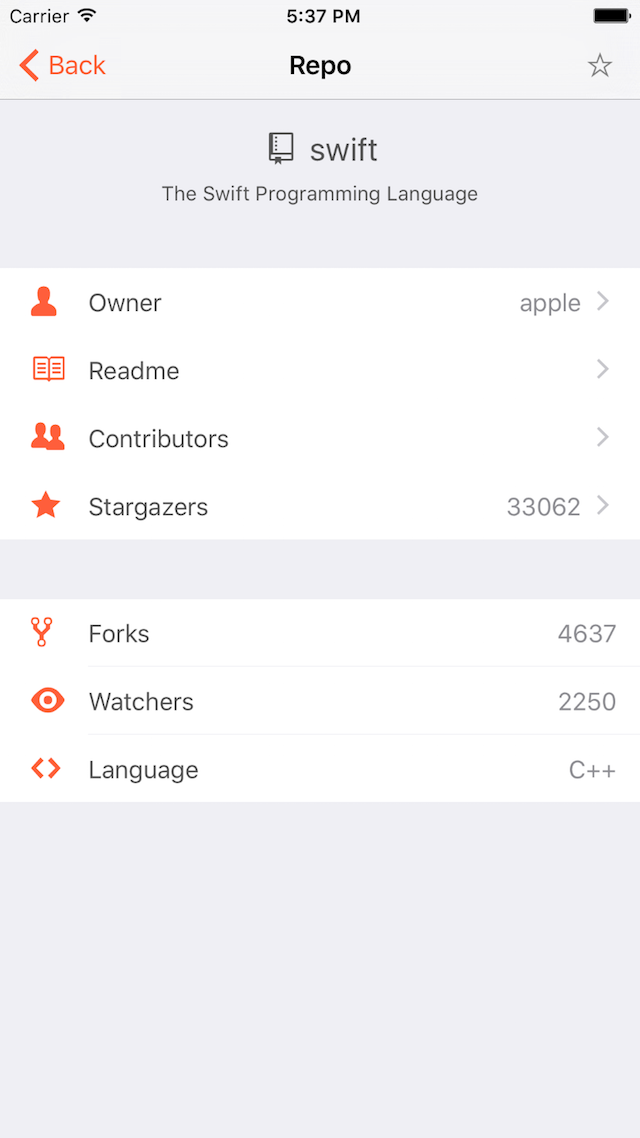 Carrier 5:37 PM
Back Repo
swift
The Swift Programming Language
Owner apple
Readme
Contributors
Stargazers 33062
Forks 4637
Watchers 2250
Language C++